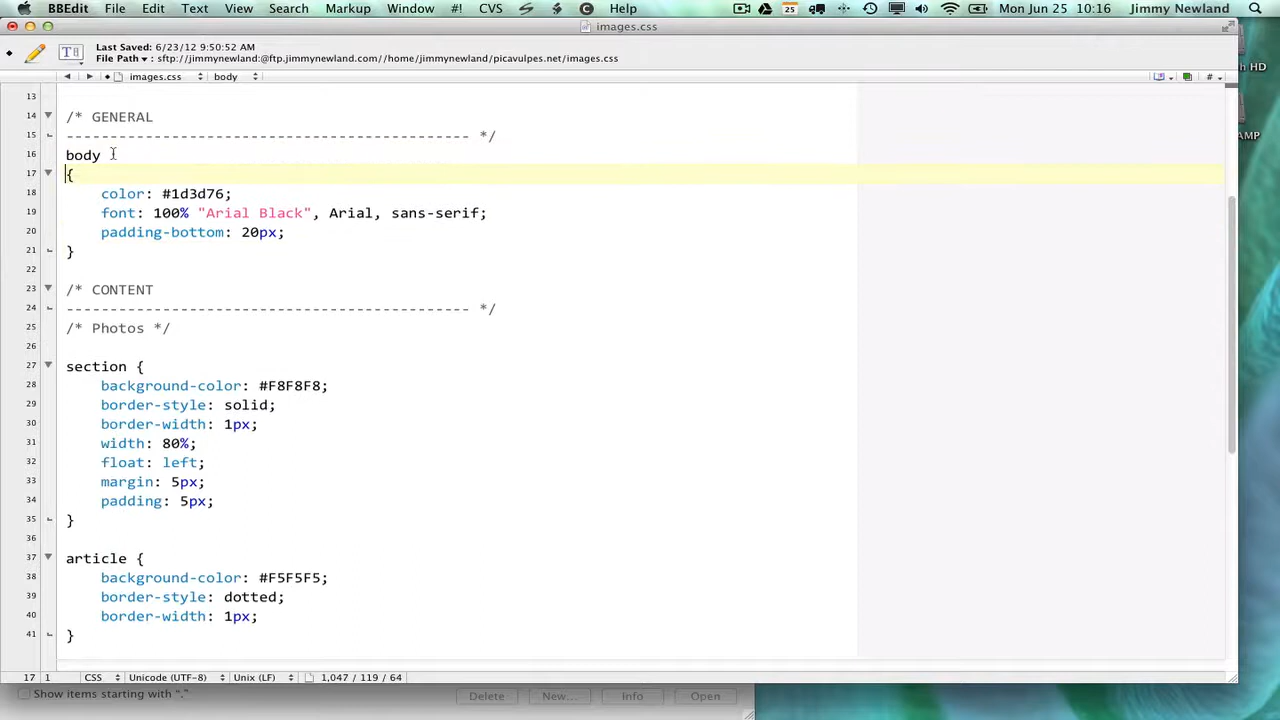 BBEdit File Edit Text View Search Markup Window #! CVS Help 25 Mon Jun 25 10:16 Jimmy Newland
images.css
Last Saved: 6/23/12 9:50:52 AM
File Path: sftp://jimmynewland:@ftp.jimmynewland.com//home/jimmynewland/picavulpes.net/images.css
images.css body #
HD
13
14 /* GENERAL
AMP
15 ---------------------------------------------- */
16 body
17 {
18 color: #1d3d76;
19 font: 100% "Arial Black", Arial, sans-serif;
20 padding-bottom: 20px;
21 }
22
23 /* CONTENT
24 ---------------------------------------------- */
25 /* Photos */
26
27 section {
28 background-color: #F8F8F8;
29 border-style: solid;
30 border-width: 1px;
31 width: 80%;
32 float: left;
33 margin: 5px;
34 padding: 5px;
35 }
36
37 article {
38 background-color: #F5F5F5;
39 border-style: dotted;
40 border-width: 1px;
41 }
17 1 CSS Unicode (UTF-8) Unix (LF) 1,047 / 119 / 64
Show items starting with "." Delete New... Info Open